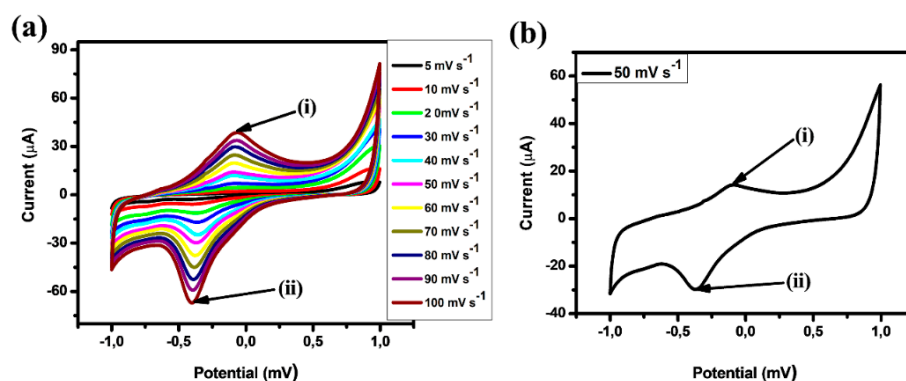 (a)
Current (µA)
90
60
30
0
-30
-60
-1,0
-0,5
0,0
0,5
1,0
Potential (mV)
(i)
(ii)
5 mV s-1
10 mV s-1
2 0mV s-1
30 mV s-1
40 mV s-1
50 mV s-1
60 mV s-1
70 mV s-1
80 mV s-1
90 mV s-1
100 mV s-1
(b)
50 mV s-1
Current (µA)
60
40
20
0
-20
-40
-1,0
-0,5
0,0
0,5
1,0
Potential (mV)
(i)
(ii)